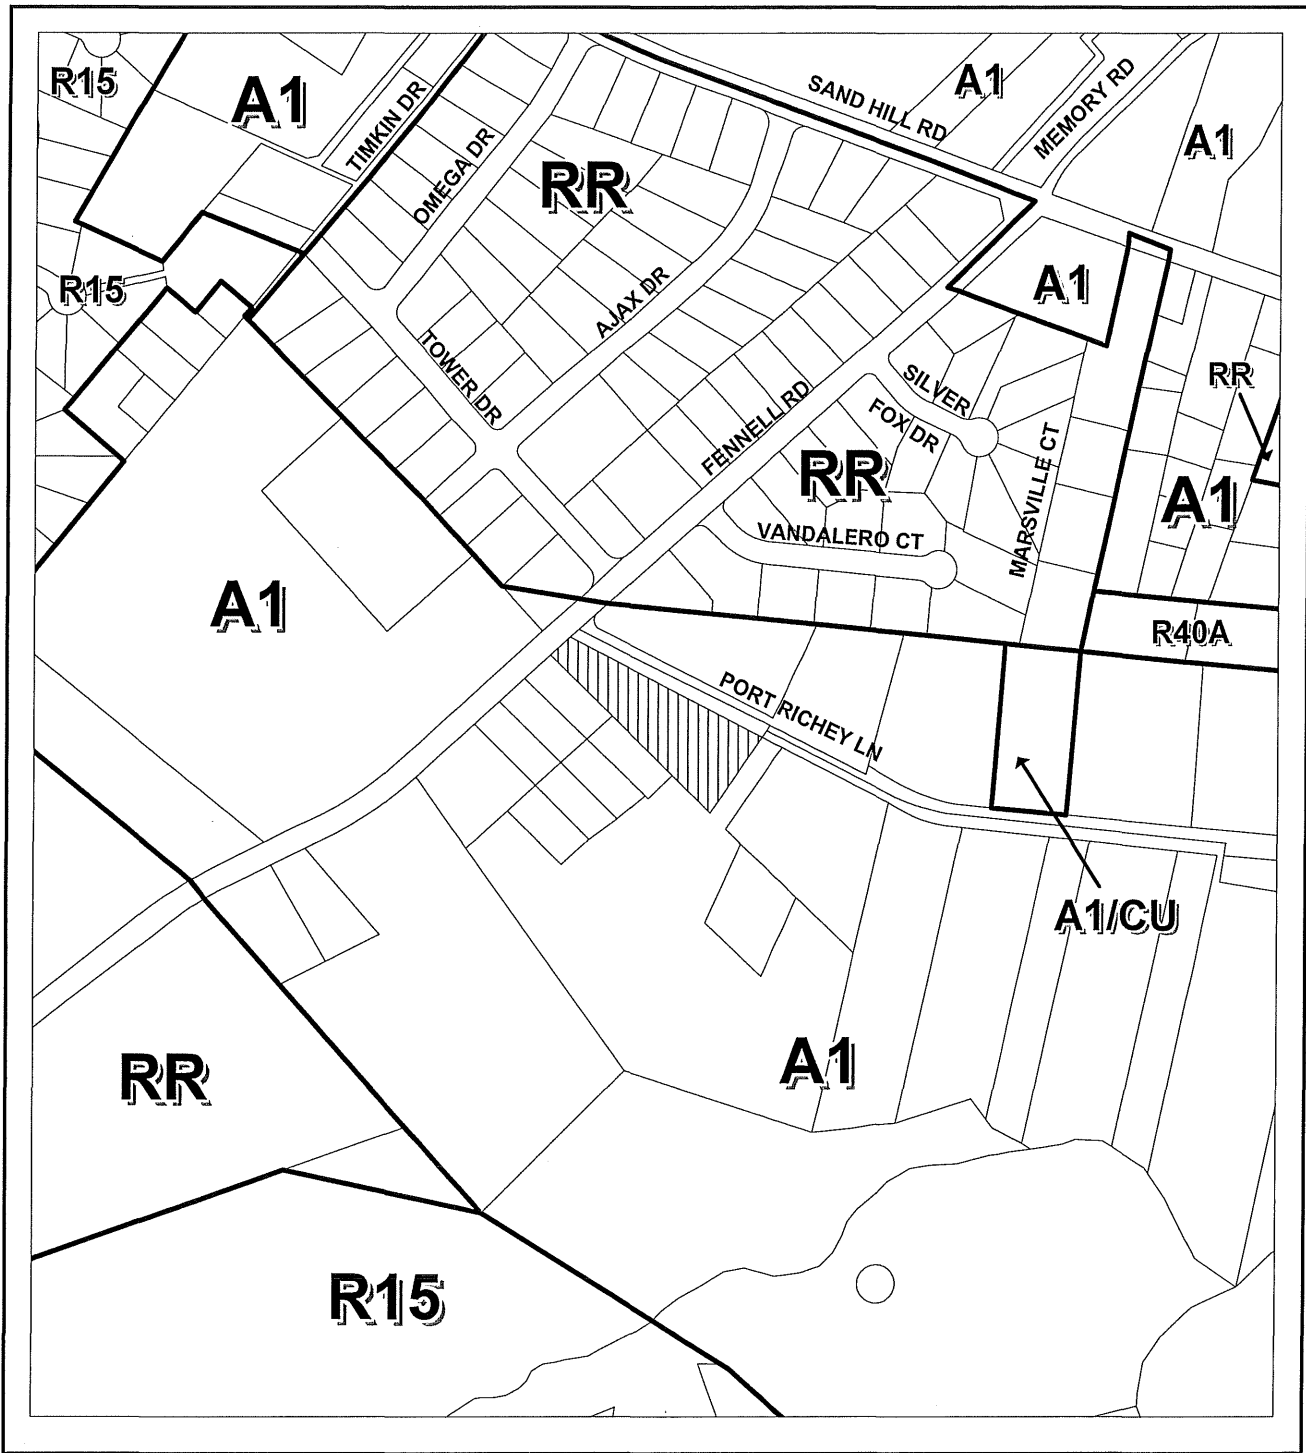 R15
A1
TIMKIN DR
OMEGA DR
RR
SAND HILL RD
A1
MEMORY RD
A1
R15
AJAX DR
A1
TOWER DR
FENNELL RD
SILVER
FOX DR
RR
RR
A1
MARSVILLE CT
VANDALERO CT
A1
R40A
PORT RICHEY LN
A1/CU
A1
RR
R15